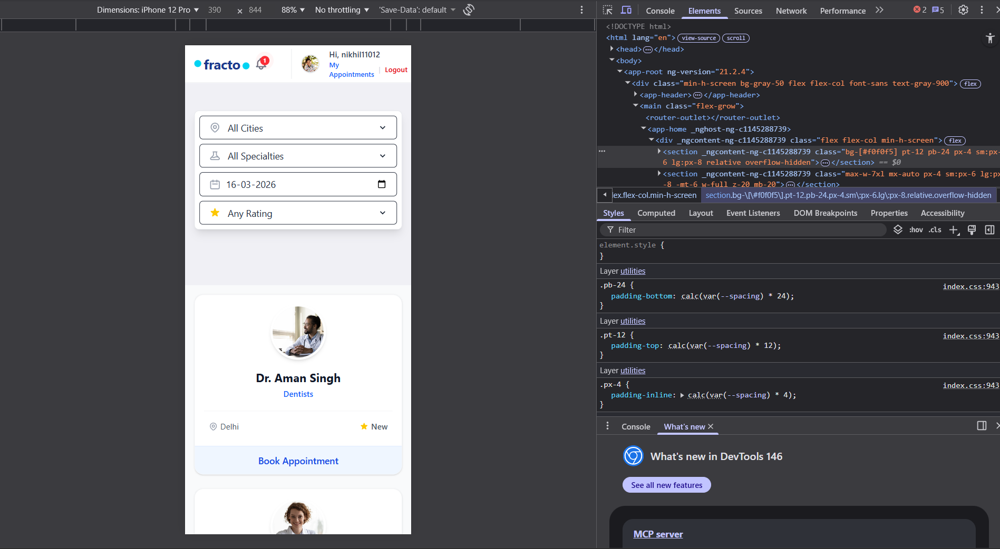 Dimensions: iPhone 12 Pro ▼ 390 × 844 88% ▼ No throttling ▼ 'Save-Data': default
fracto
1
Hi, nikhil11012
My
Appointments
Logout
All Cities
All Specialties
16-03-2026
Any Rating
Dr. Aman Singh
Dentists
Delhi
New
Book Appointment
Console Elements Sources Network Performance 2 5
<!DOCTYPE html>
<html lang="en"> view-source scroll
<head> ⋯ </head>
<body>
<app-root ng-version="21.2.4">
<div class="min-h-screen bg-gray-50 flex flex-col font-sans text-gray-900"> flex
<app-header> ⋯ </app-header>
<main class="flex-grow">
<router-outlet></router-outlet>
<app-home _nghost-ng-c1145288739>
<div _ngcontent-ng-c1145288739 class="flex flex-col min-h-screen"> flex
<section _ngcontent-ng-c1145288739 class="bg-[#f0f0f5] pt-12 pb-24 px-4 sm:px-
6 lg:px-8 relative overflow-hidden"> ⋯ </section> == $0
<section _ngcontent-ng-c1145288739 class="max-w-7xl mx-auto px-4 sm:px-6 lg:px
-8 -mt-6 w-full z-20 mb-20"> ⋯ </section>
lex.flex-col.min-h-screen section.bg-\[\#f0f0f5\].pt-12.pb-24.px-4.sm\:px-6.lg\:px-8.relative.overflow-hidden
Styles Computed Layout Event Listeners DOM Breakpoints Properties Accessibility
Filter :hov .cls
element.style {
}
Layer utilities
.pb-24 { index.css:943
padding-bottom: calc(var(--spacing) * 24);
}
Layer utilities
.pt-12 { index.css:943
padding-top: calc(var(--spacing) * 12);
}
Layer utilities
.px-4 { index.css:943
padding-inline: calc(var(--spacing) * 4);
}
Console What's new
What's new in DevTools 146
See all new features
MCP server